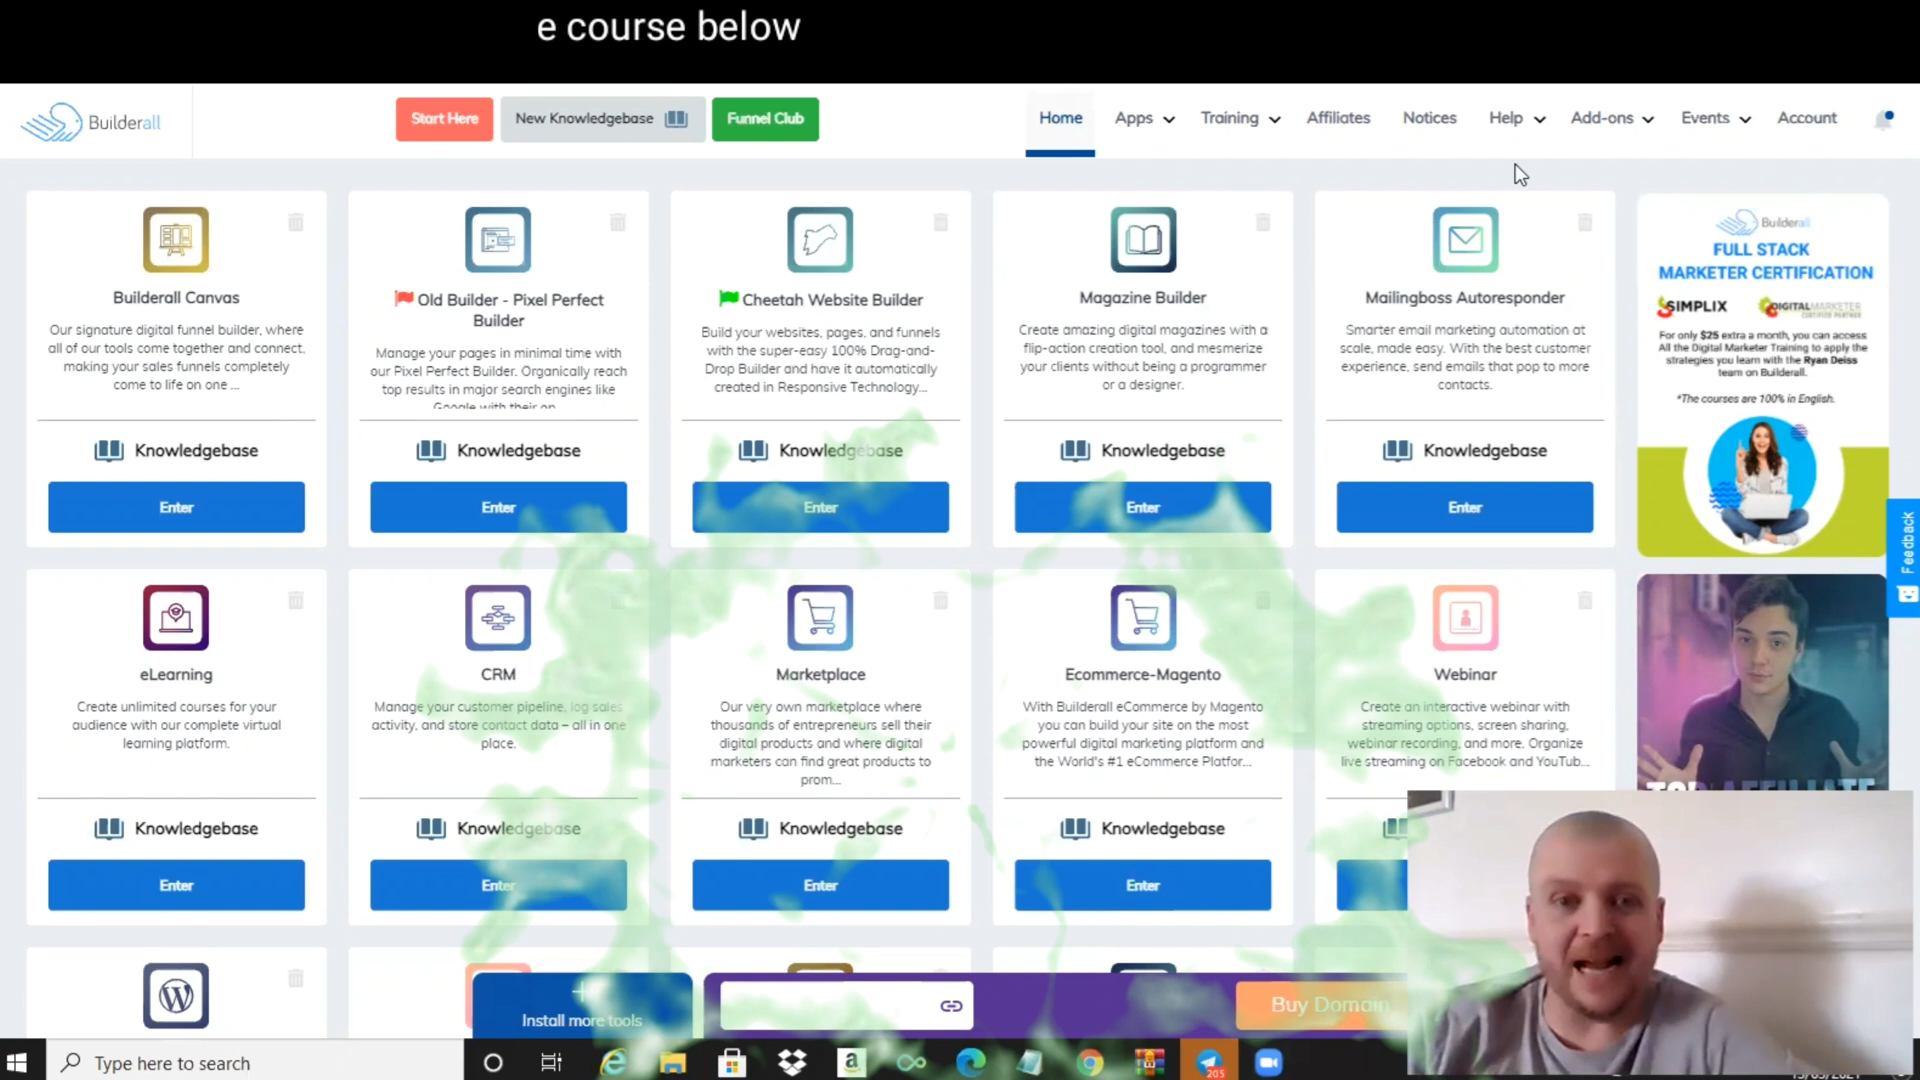 e course below
Builderall
Start Here
New Knowledgebase
Funnel Club
Home
Apps
Training
Affiliates
Notices
Help
Add-ons
Events
Account
Builderall Canvas
Our signature digital funnel builder, where
all of our tools come together and connect,
making your sales funnels completely
come to life on one ...
Knowledgebase
Enter
Old Builder - Pixel Perfect
Builder
Manage your pages in minimal time with
our Pixel Perfect Builder. Organically reach
top results in major search engines like
Google with their on
Knowledgebase
Enter
Cheetah Website Builder
Build your websites, pages, and funnels
with the super-easy 100% Drag-and-
Drop Builder and have it automatically
created in Responsive Technology...
Knowledgebase
Enter
Magazine Builder
Create amazing digital magazines with a
flip-action creation tool, and mesmerize
your clients without being a programmer
or a designer.
Knowledgebase
Enter
Mailingboss Autoresponder
Smarter email marketing automation at
scale, made easy. With the best customer
experience, send emails that pop to more
contacts.
Knowledgebase
Enter
Builderall
FULL STACK
MARKETER CERTIFICATION
SIMPLIX
DIGITALMARKETER
CERTIFIED PARTNER
For only $25 extra a month, you can access
All the Digital Marketer Training to apply the
strategies you learn with the Ryan Deiss
team on Builderall.
*The courses are 100% in English.
Feedback
eLearning
Create unlimited courses for your
audience with our complete virtual
learning platform.
Knowledgebase
Enter
CRM
Manage your customer pipeline, log sales
activity, and store contact data – all in one
place.
Knowledgebase
Enter
Marketplace
Our very own marketplace where
thousands of entrepreneurs sell their
digital products and where digital
marketers can find great products to
prom...
Knowledgebase
Enter
Ecommerce-Magento
With Builderall eCommerce by Magento
you can build your site on the most
powerful digital marketing platform and
the World's #1 eCommerce Platfor...
Knowledgebase
Enter
Webinar
Create an interactive webinar with
streaming options, screen sharing,
webinar recording, and more. Organize
live streaming on Facebook and YouTub...
TOP AFFILIATE
Install more tools
Buy Domain
Type here to search
205